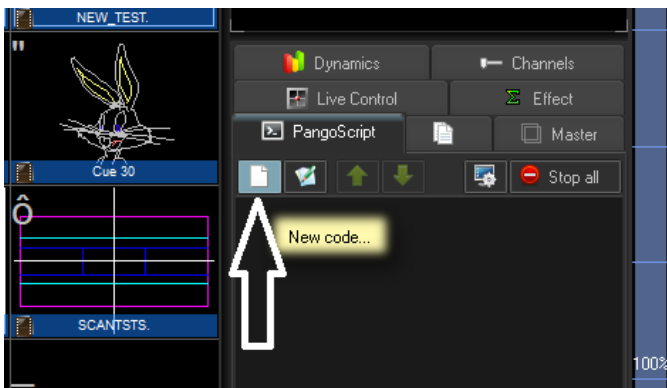 NEW_TEST.
"
Cue 30
Ô
SCANTSTS.
Dynamics
Channels
Live Control
Σ Effect
PangoScript
Master
Stop all
New code...
100%